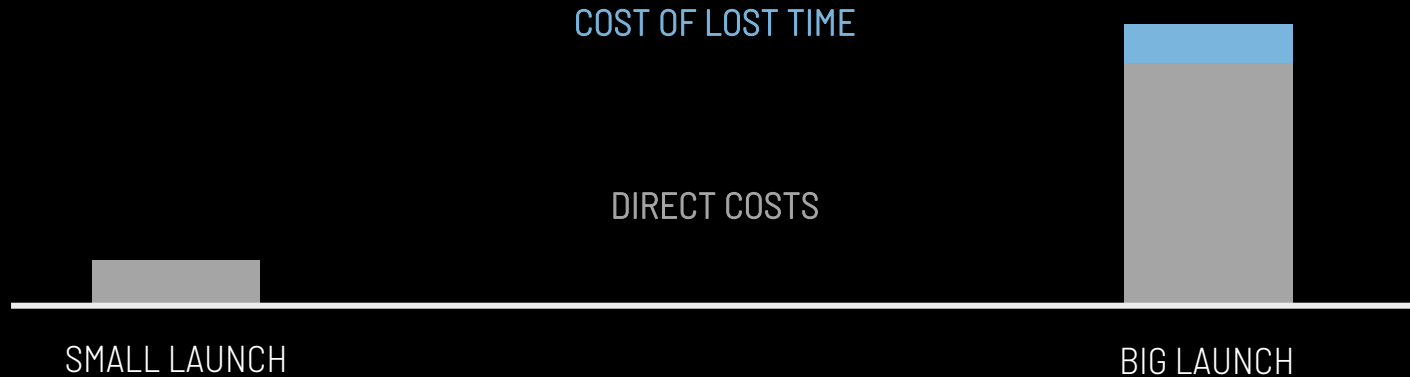 COST OF LOST TIME
DIRECT COSTS
SMALL LAUNCH
BIG LAUNCH